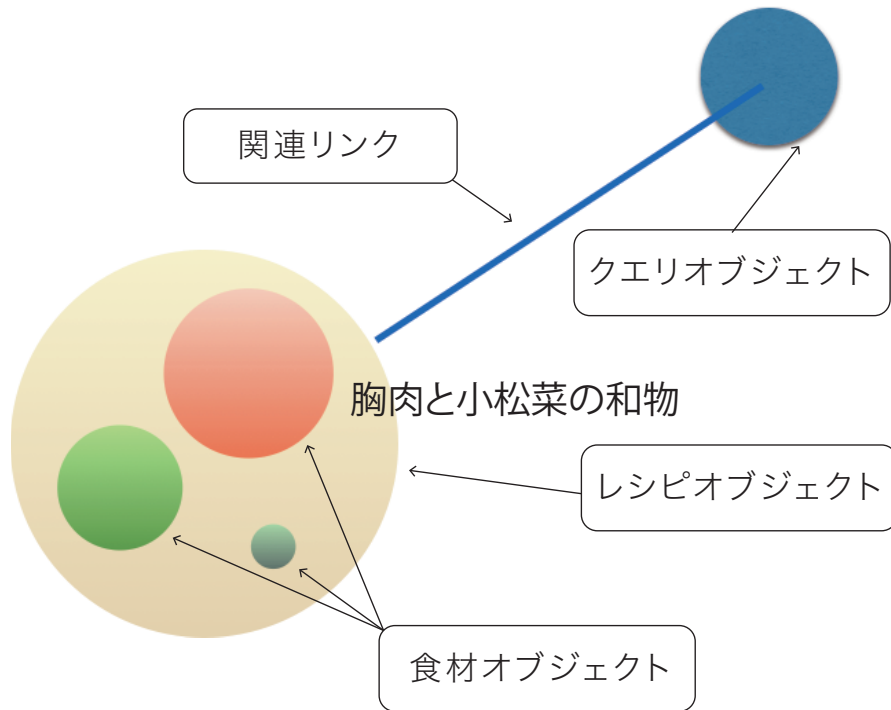 関連リンク
クエリオブジェクト
胸肉と小松菜の和物
レシピオブジェクト
食材オブジェクト